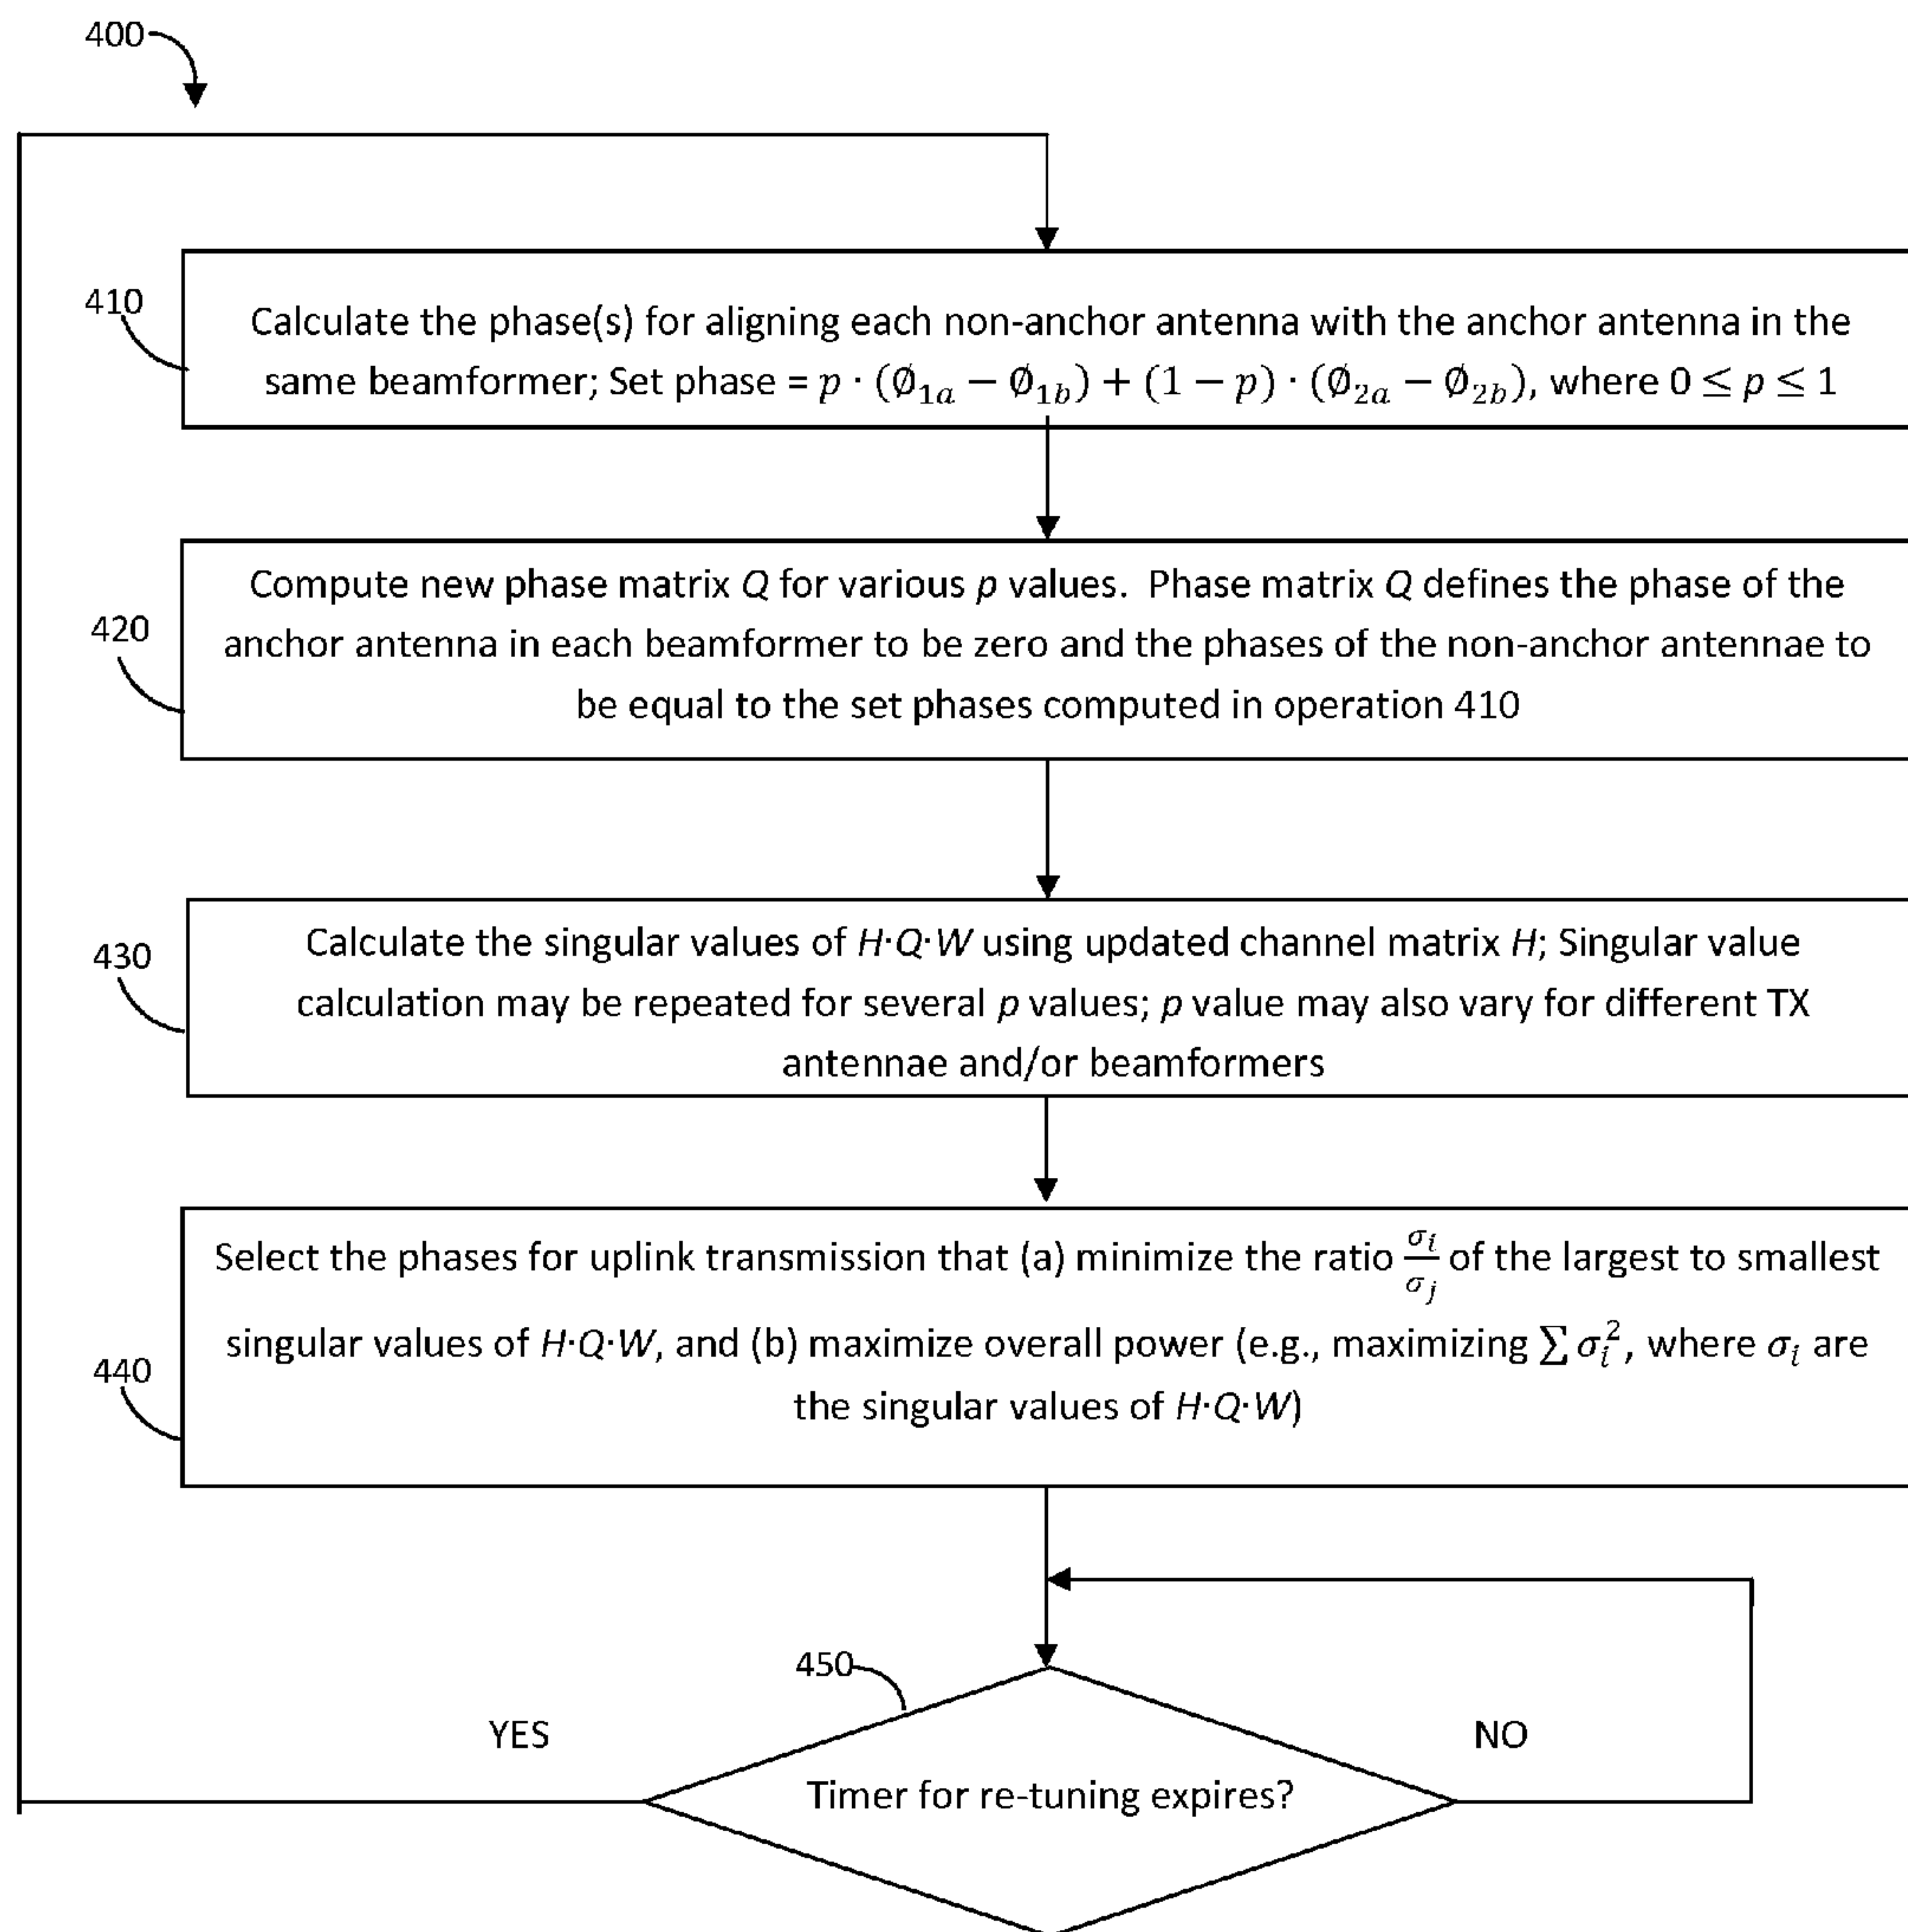 400
410
Calculate the phase(s) for aligning each non-anchor antenna with the anchor antenna in the
same beamformer; Set phase = p · (∅₁ₐ − ∅₁b) + (1 − p) · (∅₂ₐ − ∅₂b), where 0 ≤ p ≤ 1
420
Compute new phase matrix Q for various p values. Phase matrix Q defines the phase of the
anchor antenna in each beamformer to be zero and the phases of the non-anchor antennae to
be equal to the set phases computed in operation 410
430
Calculate the singular values of H·Q·W using updated channel matrix H; Singular value
calculation may be repeated for several p values; p value may also vary for different TX
antennae and/or beamformers
440
Select the phases for uplink transmission that (a) minimize the ratio σᵢ/σⱼ of the largest to smallest
singular values of H·Q·W, and (b) maximize overall power (e.g., maximizing ∑ σᵢ², where σᵢ are
the singular values of H·Q·W)
450
YES
NO
Timer for re-tuning expires?